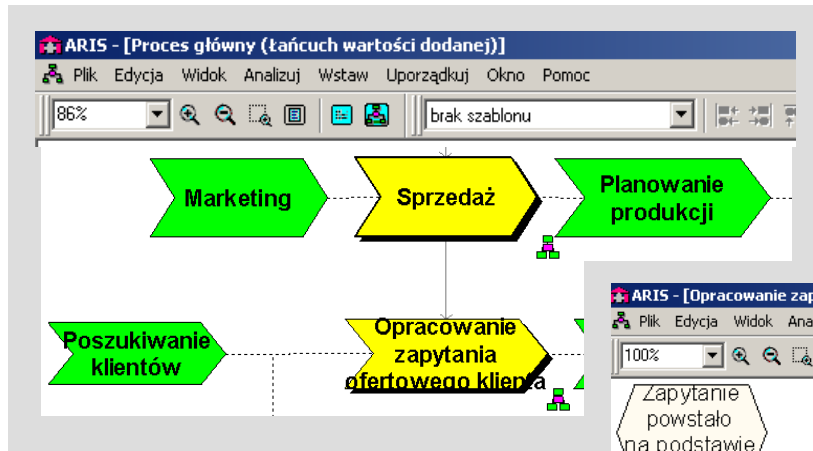 ARIS - [Proces główny (Łańcuch wartości dodanej)]
Plik Edycja Widok Analizuj Wstaw Uporządkuj Okno Pomoc
86% brak szablonu
Marketing
Sprzedaż
Planowanie
produkcji
Poszukiwanie
klientów
Opracowanie
zapytania
ofertowego klienta
ARIS - [Opracowanie zap
Plik Edycja Widok Ana
100%
Zapytanie
powstało
na podstawie